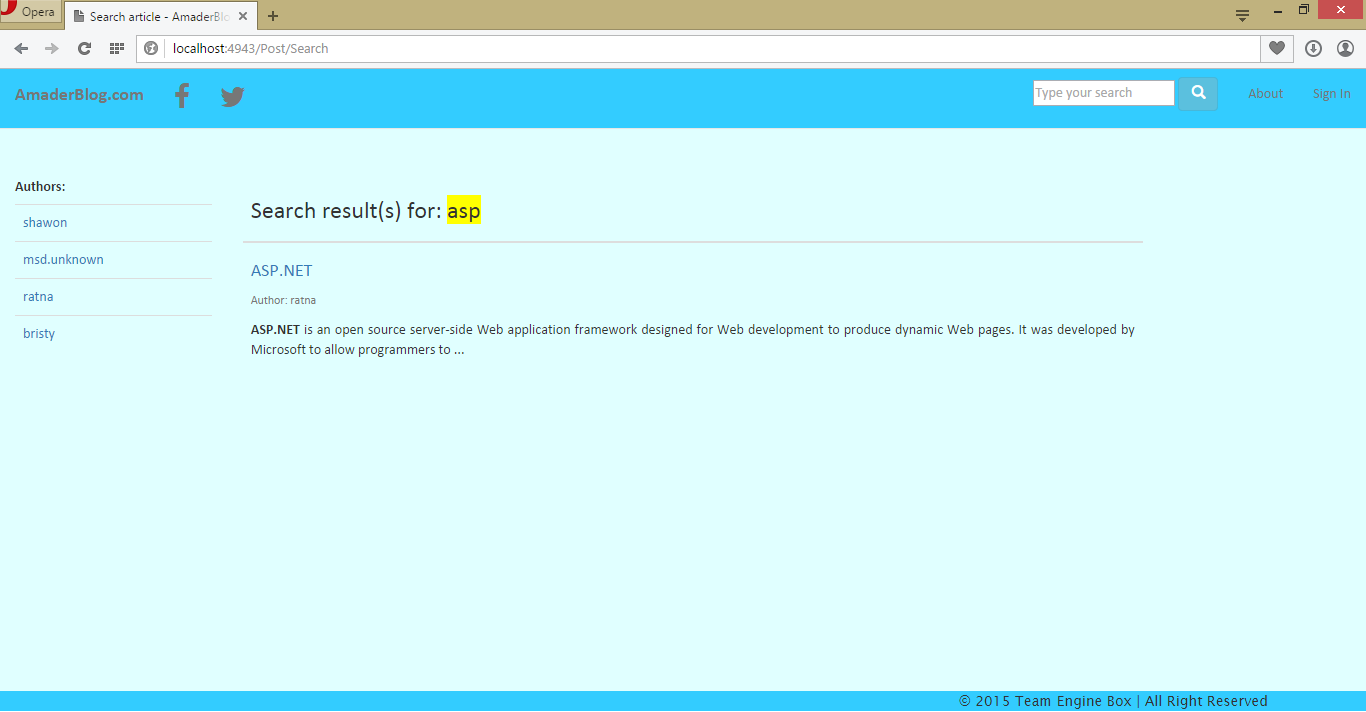 Opera
Search article - AmaderBlo
localhost:4943/Post/Search
AmaderBlog.com
Type your search
About
Sign In
Authors:
shawon
msd.unknown
ratna
bristy
Search result(s) for: asp
ASP.NET
Author: ratna
ASP.NET is an open source server-side Web application framework designed for Web development to produce dynamic Web pages. It was developed by
Microsoft to allow programmers to ...
© 2015 Team Engine Box | All Right Reserved